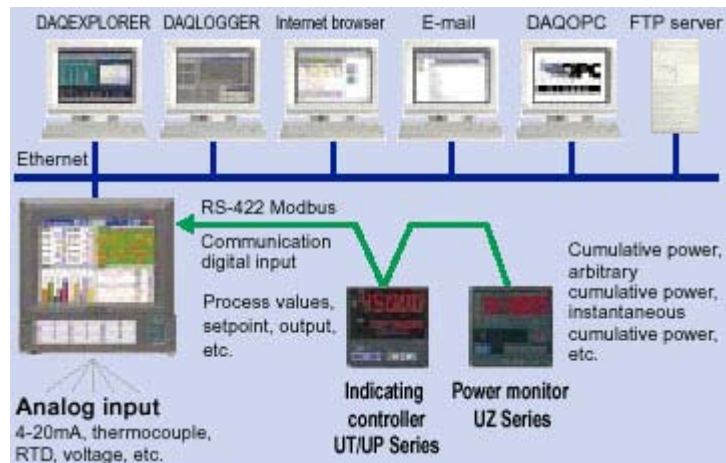 DAQEXPLORER DAQLOGGER Internet browser E-mail DAQOPC FTP server
OPC
Ethernet
RS-422 Modbus
Communication
digital input
Process values,
setpoint, output,
etc.
Cumulative power,
arbitrary
cumulative power,
instantaneous
cumulative power,
etc.
Indicating
controller
UT/UP Series
Power monitor
UZ Series
Analog input
4-20mA, thermocouple,
RTD, voltage, etc.